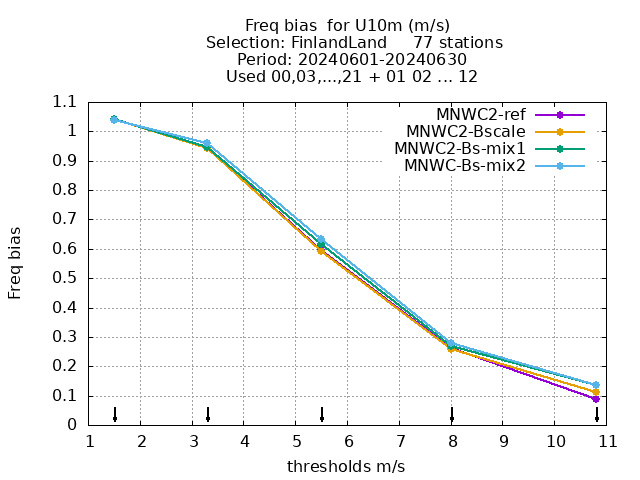 Freq bias  for U10m (m/s)
Selection: FinlandLand     77 stations
Period: 20240601-20240630
Used 00,03,...,21 + 01 02 ... 12
MNWC2-ref
MNWC2-Bscale
MNWC2-Bs-mix1
MNWC-Bs-mix2
Freq bias
1.1
1
0.9
0.8
0.7
0.6
0.5
0.4
0.3
0.2
0.1
0
1 2 3 4 5 6 7 8 9 10 11
thresholds m/s